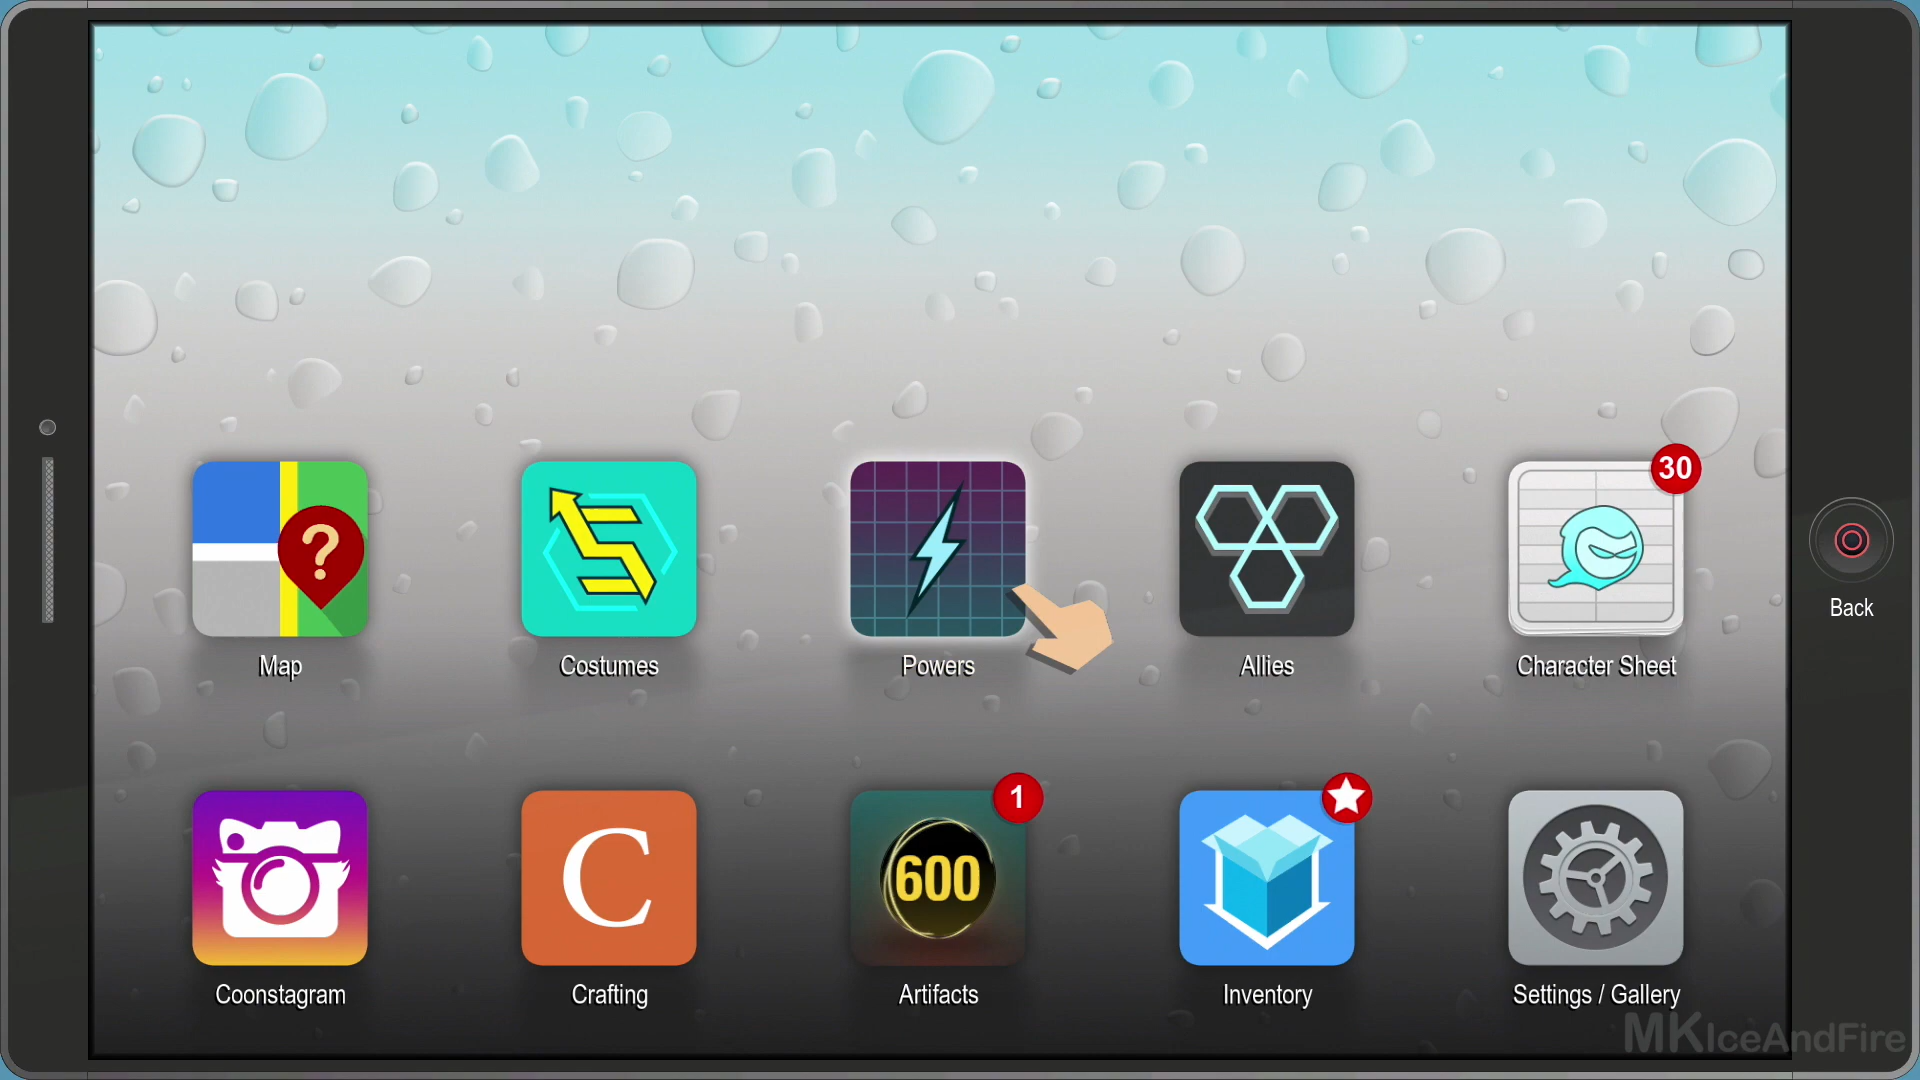 30
?
Map
Costumes
Powers
Allies
Character Sheet
Back
1
C
600
Coonstagram
Crafting
Artifacts
Inventory
Settings / Gallery
MKIceAndFire